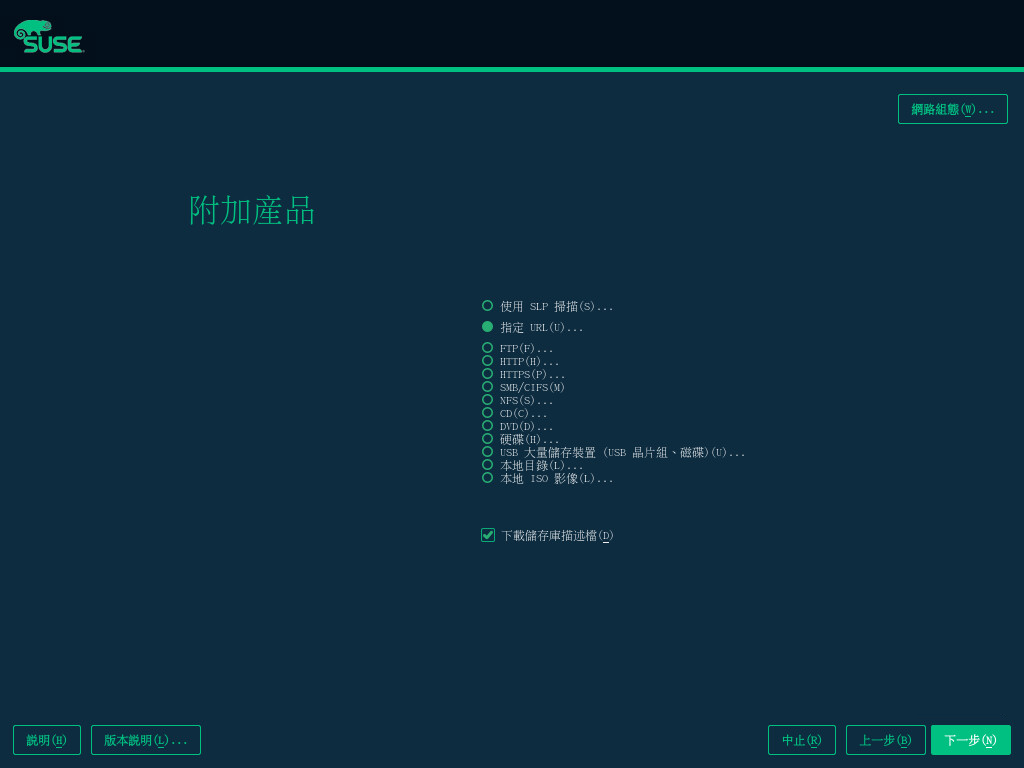 SUSE
網路組態(W)...
附加產品
使用 SLP 掃描(S)...
指定 URL(U)...
FTP(F)...
HTTP(H)...
HTTPS(P)...
SMB/CIFS(M)
NFS(S)...
CD(C)...
DVD(D)...
硬碟(H)...
USB 大量儲存裝置 (USB 晶片組、磁碟)(U)...
本地目錄(L)...
本地 ISO 影像(L)...
下載儲存庫描述檔(D)
說明(H)
版本說明(L)...
中止(R)
上一步(B)
下一步(N)